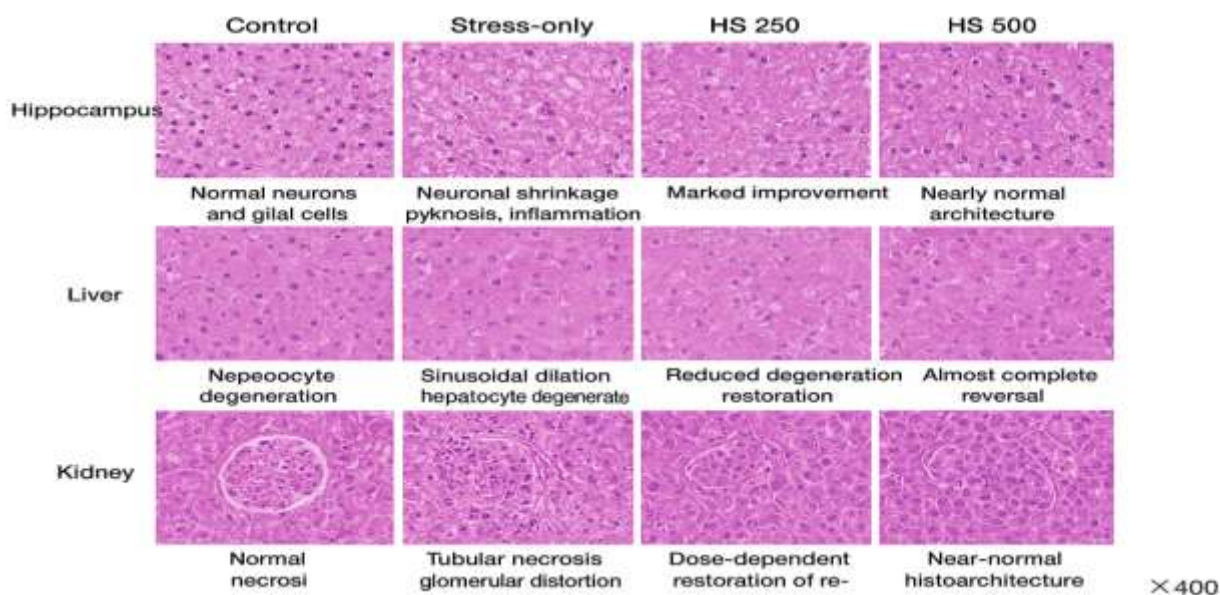 Control Stress-only HS 250 HS 500
Hippocampus
Normal neurons Neuronal shrinkage Marked improvement Nearly normal
and gilal cells pyknosis, inflammation architecture
Liver
Nepeoocyte Sinusoidal dilation Reduced degeneration Almost complete
degeneration hepatocyte degenerate restoration reversal
Kidney
Normal Tubular necrosis Dose-dependent Near-normal
necrosi glomerular distortion restoration of re- histoarchitecture
×400